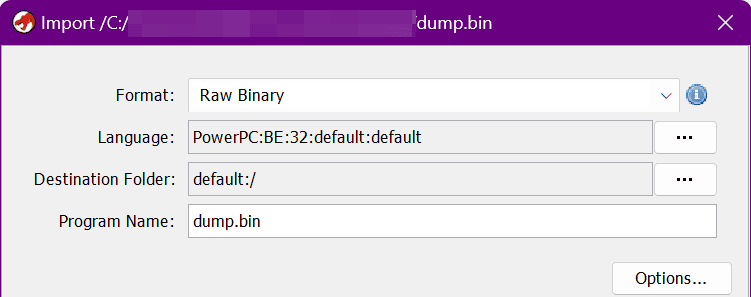 Import /C:/ /dump.bin
Format: Raw Binary
Language: PowerPC:BE:32:default:default ...
Destination Folder: default:/ ...
Program Name: dump.bin
Options...